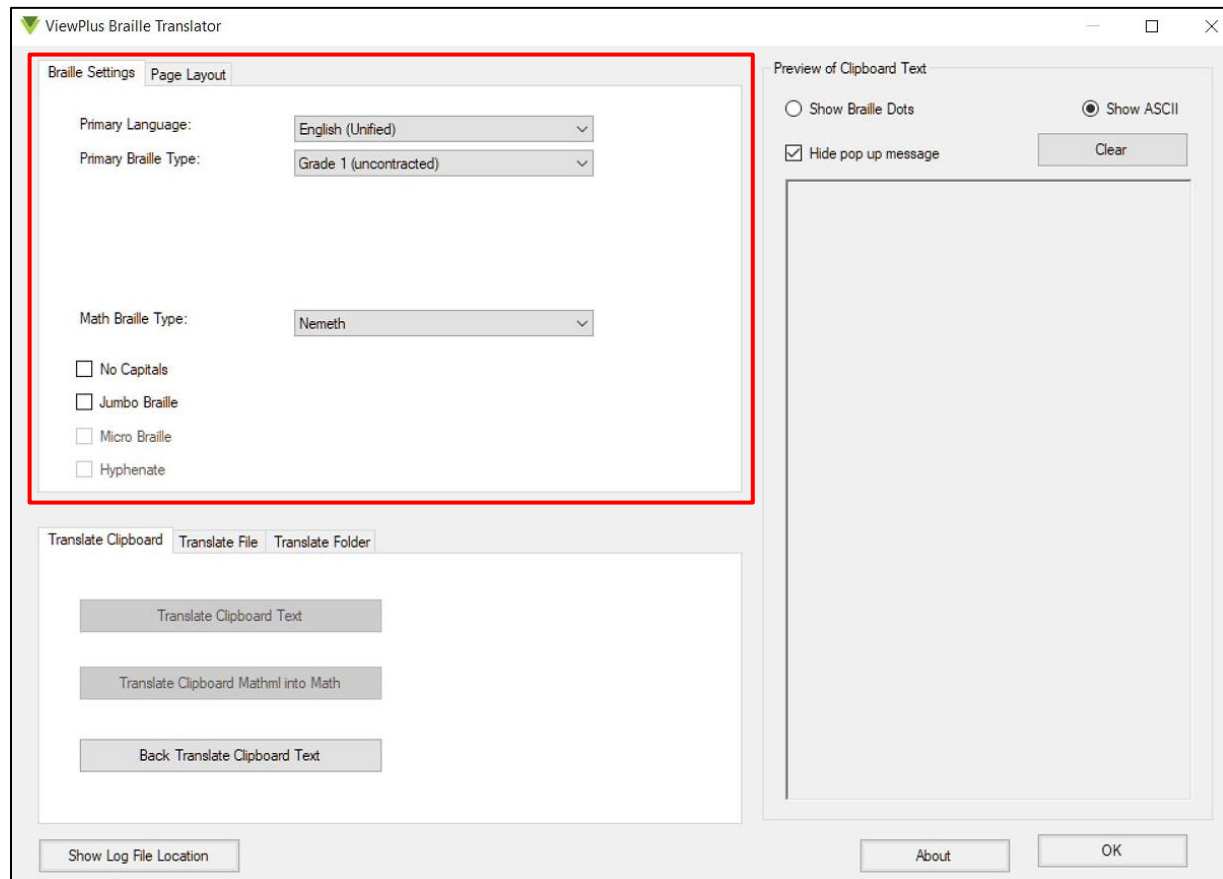 ViewPlus Braille Translator
Braille Settings Page Layout
Primary Language: English (Unified)
Primary Braille Type: Grade 1 (uncontracted)
Math Braille Type: Nemeth
No Capitals
Jumbo Braille
Micro Braille
Hyphenate
Translate Clipboard Translate File Translate Folder
Translate Clipboard Text
Translate Clipboard Mathml into Math
Back Translate Clipboard Text
Show Log File Location
Preview of Clipboard Text
Show Braille Dots Show ASCII
Hide pop up message Clear
About OK